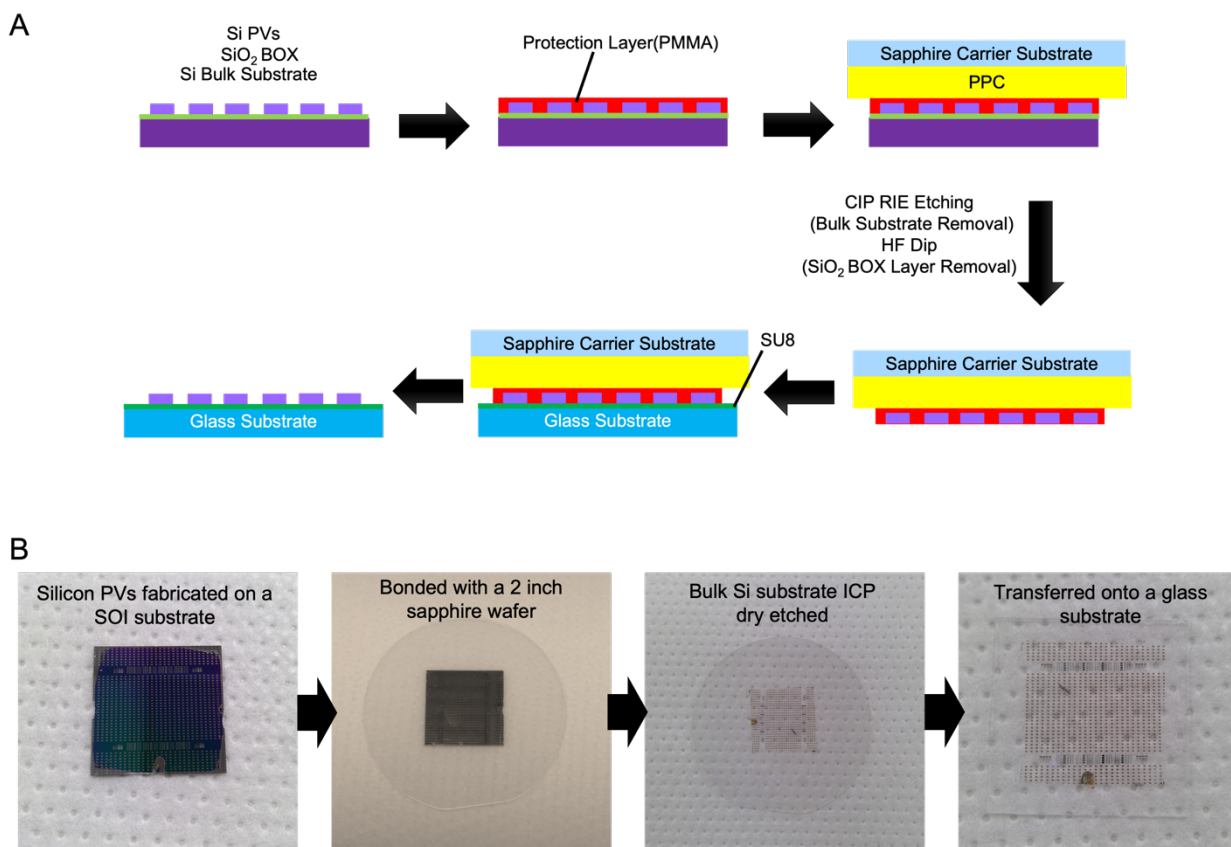 A
Si PVs
SiO₂ BOX
Si Bulk Substrate
Protection Layer(PMMA)
Sapphire Carrier Substrate
PPC
CIP RIE Etching
(Bulk Substrate Removal)
HF Dip
(SiO₂ BOX Layer Removal)
Sapphire Carrier Substrate
SU8
Glass Substrate
Sapphire Carrier Substrate
Glass Substrate
B
Silicon PVs fabricated on a
SOI substrate
Bonded with a 2 inch
sapphire wafer
Bulk Si substrate ICP
dry etched
Transferred onto a glass
substrate